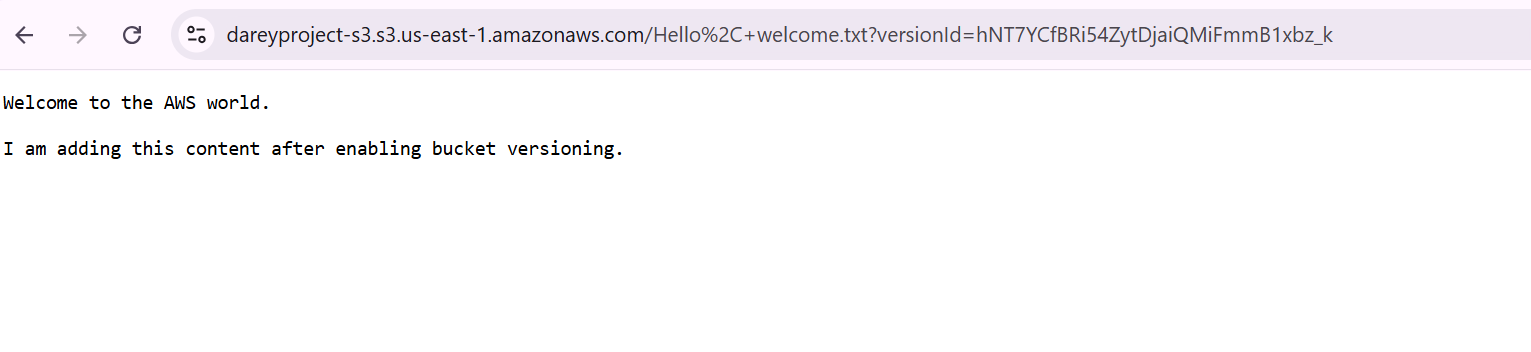 dareyproject-s3.s3.us-east-1.amazonaws.com/Hello%2C+welcome.txt?versionId=hNT7YCfBRi54ZytDjaiQMiFmmB1xbz_k
Welcome to the AWS world.
I am adding this content after enabling bucket versioning.